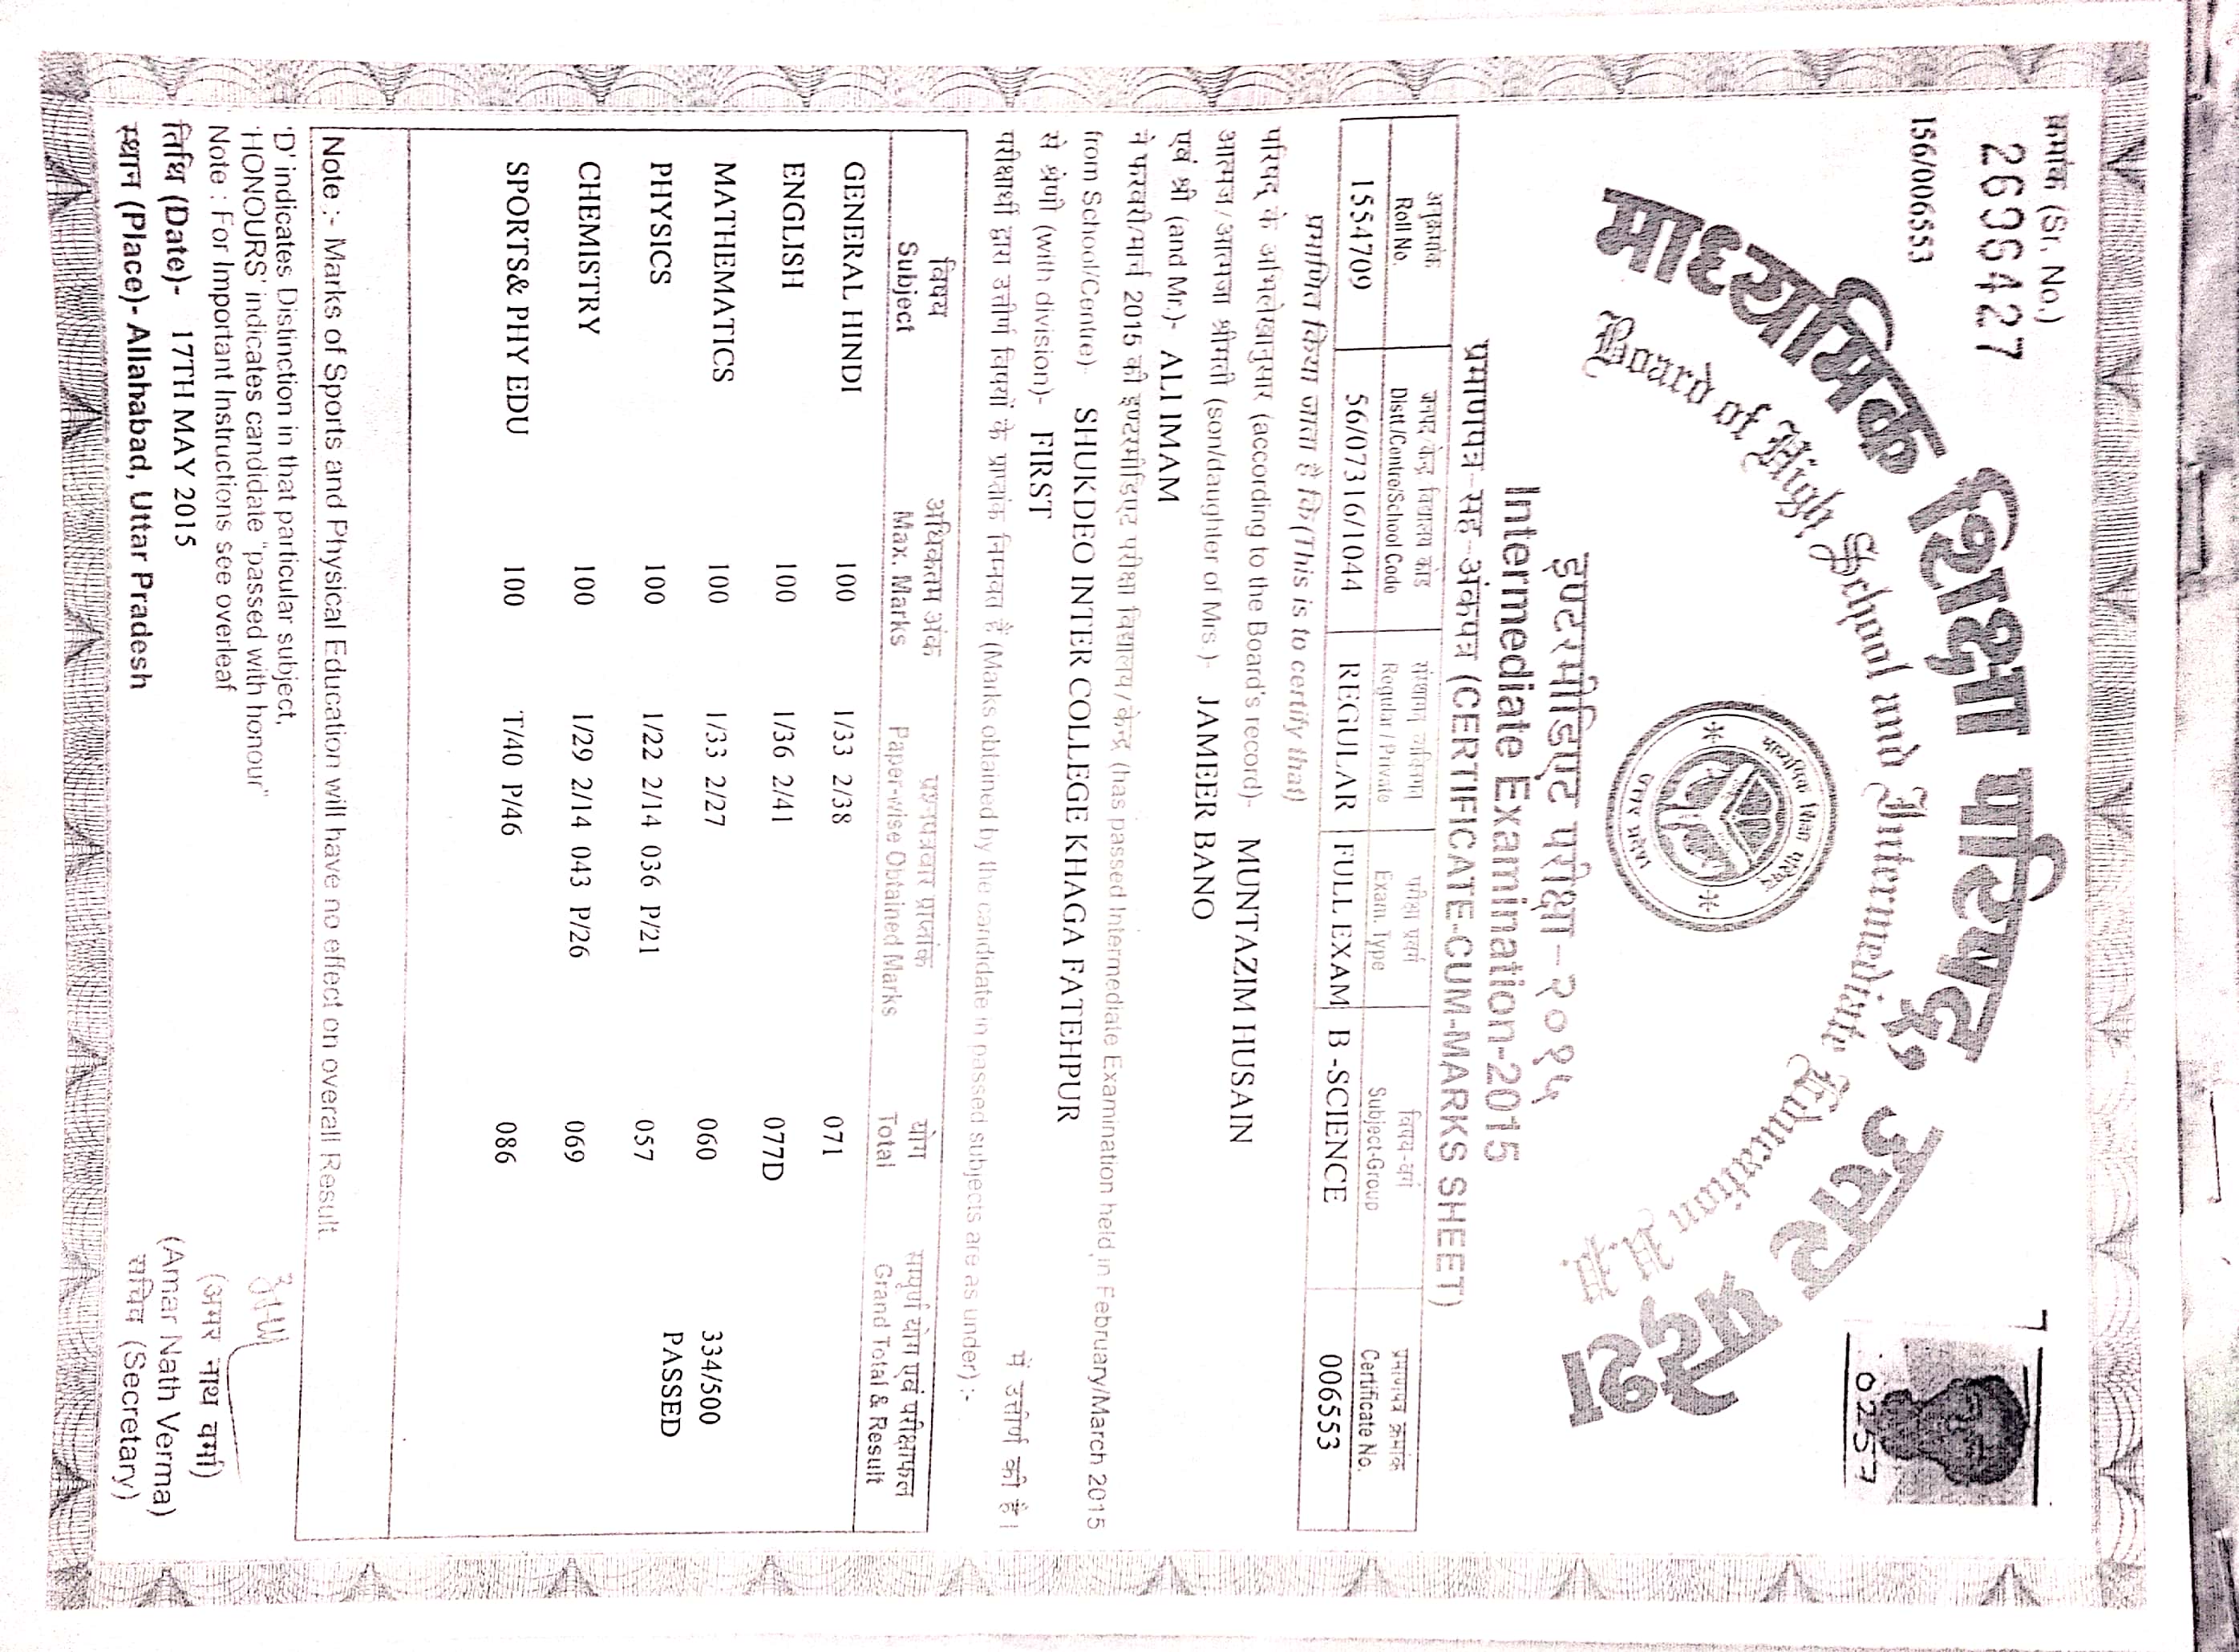 क्रमांक (Sr. No.)
2696427
156/006553
0257
माध्यमिक शिक्षा परिषद्, उत्तर प्रदेश
Board of High School and Intermediate Education U.P.
माध्यमिक शिक्षा परिषद
उत्तर प्रदेश
इण्टरमीडिएट परीक्षा-२०१५
Intermediate Examination-2015
प्रमाणपत्र-सह-अंकपत्र (CERTIFICATE-CUM-MARKS SHEET)
अनुक्रमांक जनपद/केन्द्र विद्यालय कोड संस्थागत व्यक्तिगत परीक्षा प्रवर्ग विषय-वर्ग प्रमाणपत्र क्रमांक
Roll No. Distt./Centre/School Code Regular / Private Exam. Type Subject-Group Certificate No.
1554709 56/07316/1044 REGULAR FULL EXAM B -SCIENCE 006553
प्रमाणित किया जाता है कि (This is to certify that)
परिषद् के अभिलेखानुसार (according to the Board's record)- MUNTAZIM HUSAIN
आत्मज/आत्मजा श्रीमती (son/daughter of Mrs.)- JAMEER BANO
एवं श्री (and Mr.)- ALI IMAM
ने फरवरी/मार्च 2015 की इण्टरमीडिएट परीक्षा विद्यालय/केन्द्र (has passed Intermediate Examination held in February/March 2015
from School/Centre)- SHUKDEO INTER COLLEGE KHAGA FATEHPUR
से श्रेणी (with division)- FIRST में उत्तीर्ण की है।
परीक्षार्थी द्वारा उत्तीर्ण विषयों के प्राप्तांक निम्नवत हैं (Marks obtained by the candidate in passed subjects are as under) :-
विषय अधिकतम अंक प्रश्नपत्रवार प्राप्तांक योग सम्पूर्ण योग एवं परीक्षाफल
Subject Max. Marks Paper-wise Obtained Marks Total Grand Total & Result
GENERAL HINDI 100 1/33 2/38 071
ENGLISH 100 1/36 2/41 077D
MATHEMATICS 100 1/33 2/27 060 334/500
PASSED
PHYSICS 100 1/22 2/14 036 P/21 057
CHEMISTRY 100 1/29 2/14 043 P/26 069
SPORTS& PHY EDU 100 T/40 P/46 086
Note :- Marks of Sports and Physical Education will have no effect on overall Result.
'D' indicates Distinction in that particular subject,
'HONOURS' indicates candidate "passed with honour"
Note : For Important Instructions see overleaf
तिथि (Date)- 17TH MAY 2015
स्थान (Place)- Allahabad, Uttar Pradesh
(अमर नाथ वर्मा)
(Amar Nath Verma)
सचिव (Secretary)